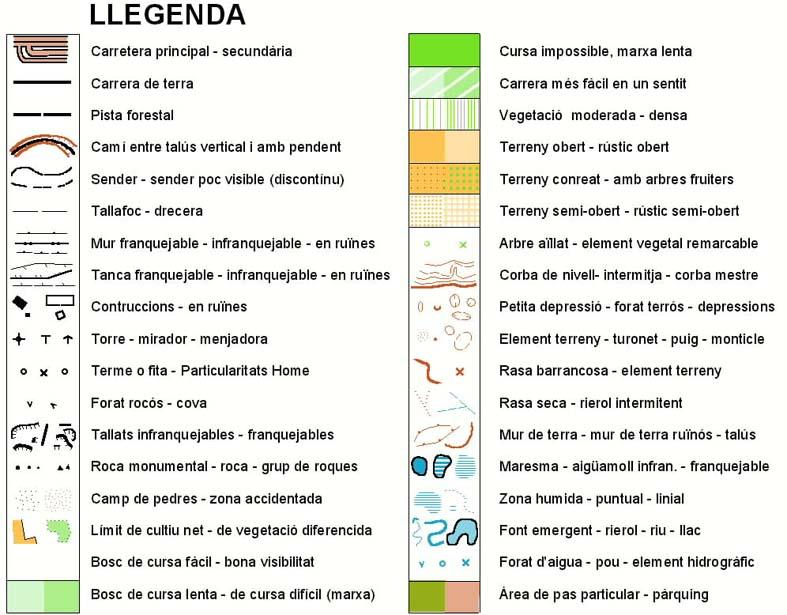 LLEGENDA
Carretera principal - secundària
Carrera de terra
Pista forestal
Camí entre talús vertical i amb pendent
Sender - sender poc visible (discontínu)
Tallafoc - drecera
Mur franquejable - infranquejable - en ruïnes
Tanca franquejable - infranquejable - en ruïnes
Contruccions - en ruïnes
Torre - mirador - menjadora
Terme o fita - Particularitats Home
Forat rocós - cova
Tallats infranquejables - franquejables
Roca monumental - roca - grup de roques
Camp de pedres - zona accidentada
Límit de cultiu net - de vegetació diferencida
Bosc de cursa fàcil - bona visibilitat
Bosc de cursa lenta - de cursa difícil (marxa)
Cursa impossible, marxa lenta
Carrera més fàcil en un sentit
Vegetació moderada - densa
Terreny obert - rústic obert
Terreny conreat - amb arbres fruiters
Terreny semi-obert - rústic semi-obert
Arbre aïllat - element vegetal remarcable
Corba de nivell- intermitja - corba mestre
Petita depressió - forat terrós - depressions
Element terreny - turonet - puig - monticle
Rasa barrancosa - element terreny
Rasa seca - rierol intermitent
Mur de terra - mur de terra ruïnós - talús
Maresma - aigüamoll infran. - franquejable
Zona humida - puntual - linial
Font emergent - rierol - riu - llac
Forat d'aigua - pou - element hidrogràfic
Àrea de pas particular - pàrquing